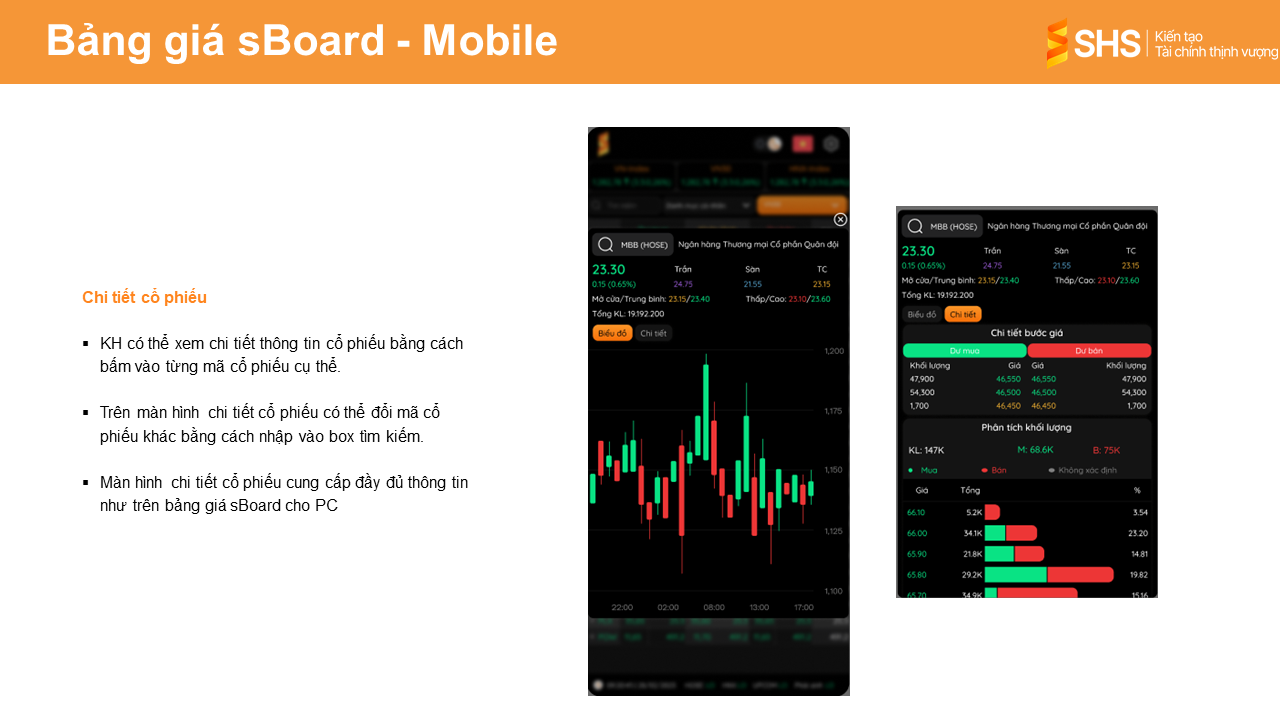 Bảng giá sBoard - Mobile
SHS
Kiến tạo
Tài chính thịnh vượng
Chi tiết cổ phiếu
▪ KH có thể xem chi tiết thông tin cổ phiếu bằng cách
bấm vào từng mã cổ phiếu cụ thể.
▪ Trên màn hình chi tiết cổ phiếu có thể đổi mã cổ
phiếu khác bằng cách nhập vào box tìm kiếm.
▪ Màn hình chi tiết cổ phiếu cung cấp đầy đủ thông tin
như trên bảng giá sBoard cho PC
MBB (HOSE) Ngân hàng Thương mại Cổ phần Quân đội
23.30 Trần Sàn TC
0.15 (0.65%) 24.75 21.55 23.15
Mở cửa/Trung bình: 23.15/23.40 Thấp/Cao: 23.10/23.60
Tổng KL: 19.192.200
Biểu đồ Chi tiết
1,200
1,175
1,150
1,125
1,100
22:00 02:00 08:00 13:00 17:00
MBB (HOSE) Ngân hàng Thương mại Cổ phần Quân đội
23.30 Trần Sàn TC
0.15 (0.65%) 24.75 21.55 23.15
Mở cửa/Trung bình: 23.15/23.40 Thấp/Cao: 23.10/23.60
Tổng KL: 19.192.200
Biểu đồ Chi tiết
Chi tiết bước giá
Dư mua Dư bán
Khối lượng Giá Giá Khối lượng
47,900 46,550 46,550 47,900
54,300 46,500 46,500 54,300
1,700 46,450 46,450 1,700
Phân tích khối lượng
KL: 147K M: 68.6K B: 75K
Mua Bán Không xác định
Giá Tổng %
66.10 5.2K 3.54
66.00 34.1K 23.20
65.90 21.8K 14.81
65.80 29.2K 19.82
65.70 34.9K 15.16